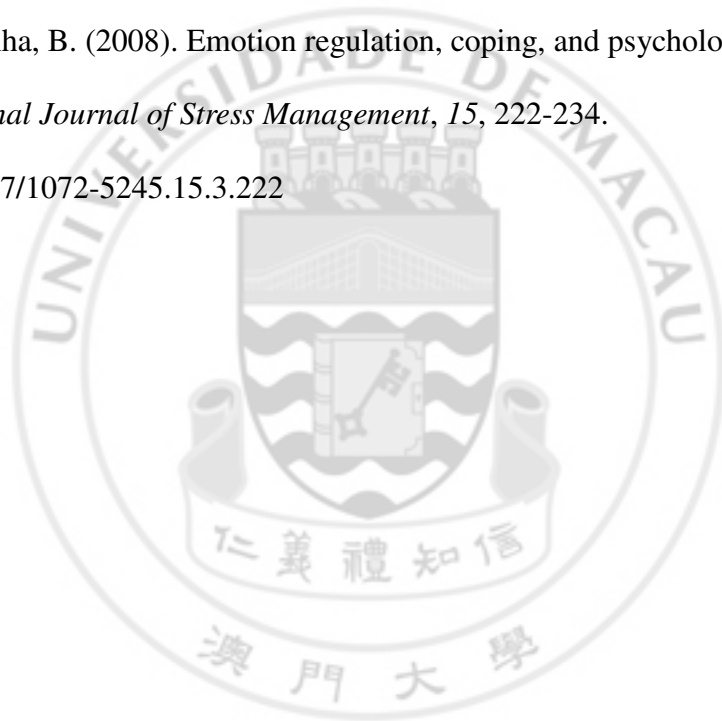 ha, B. (2008). Emotion regulation, coping, and psycholo
nal Journal of Stress Management, 15, 222-234.
7/1072-5245.15.3.222
UNIVERSIDADE DE MACAU
仁義禮知信
澳門大學